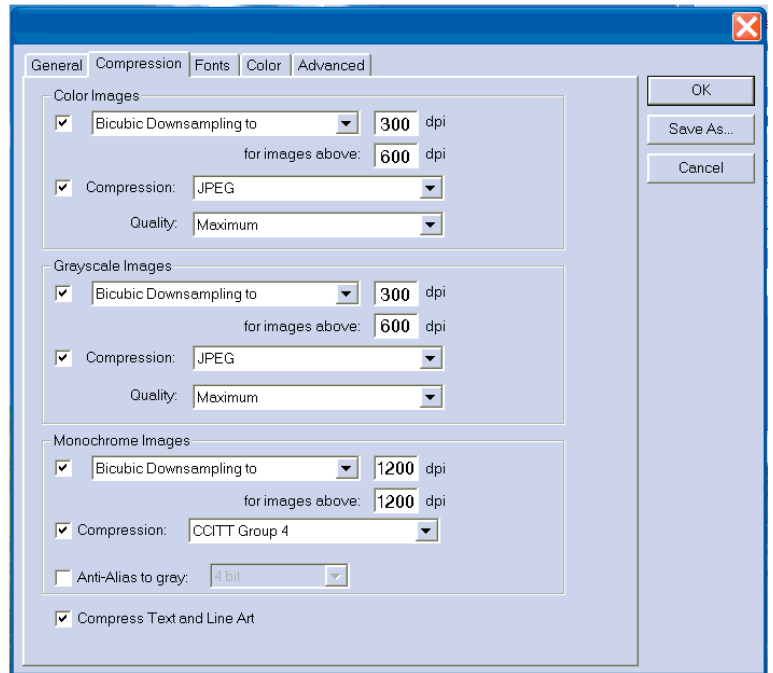 General Compression Fonts Color Advanced
OK
Save As...
Cancel
Color Images
Bicubic Downsampling to 300 dpi
for images above: 600 dpi
Compression: JPEG
Quality: Maximum
Grayscale Images
Bicubic Downsampling to 300 dpi
for images above: 600 dpi
Compression: JPEG
Quality: Maximum
Monochrome Images
Bicubic Downsampling to 1200 dpi
for images above: 1200 dpi
Compression: CCITT Group 4
Anti-Alias to gray: 4 bit
Compress Text and Line Art